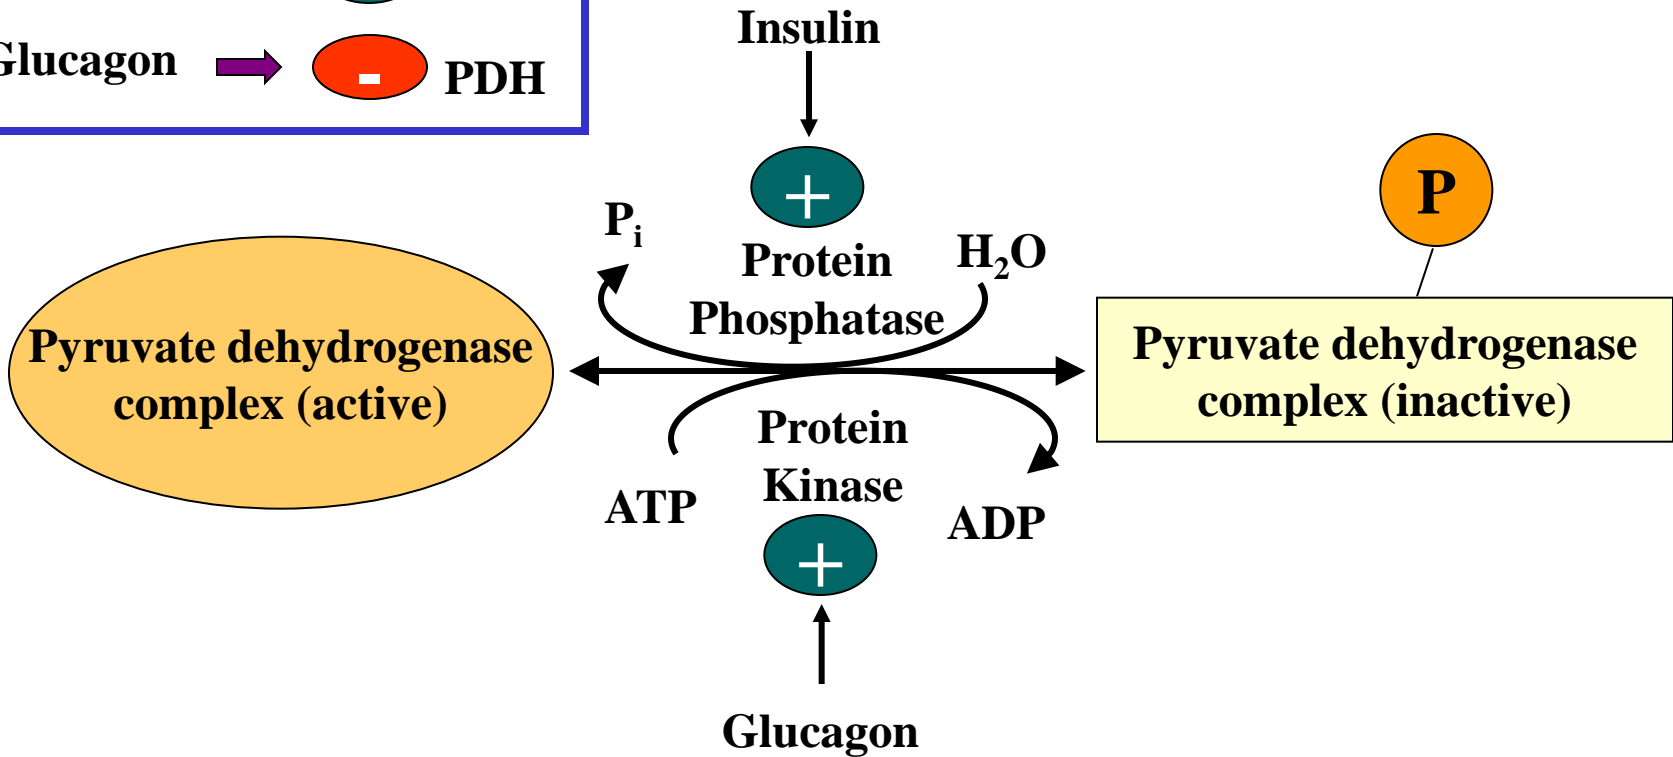 Glucagon
-
PDH
Insulin
+
P
Pi
Protein
Phosphatase
H2O
Pyruvate dehydrogenase
complex (active)
Pyruvate dehydrogenase
complex (inactive)
Protein
Kinase
ATP
ADP
+
Glucagon